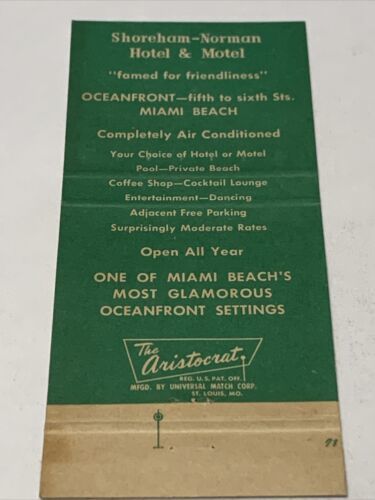 Shoreham-Norman
Hotel & Motel
"famed for friendliness"
OCEANFRONT—fifth to sixth Sts.
MIAMI BEACH
Completely Air Conditioned
Your Choice of Hotel or Motel
Pool—Private Beach
Coffee Shop—Cocktail Lounge
Entertainment—Dancing
Adjacent Free Parking
Surprisingly Moderate Rates
Open All Year
ONE OF MIAMI BEACH'S
MOST GLAMOROUS
OCEANFRONT SETTINGS
The
Aristocrat
REG. U.S. PAT. OFF.
MFGD. BY UNIVERSAL MATCH CORP.
ST. LOUIS, MO.